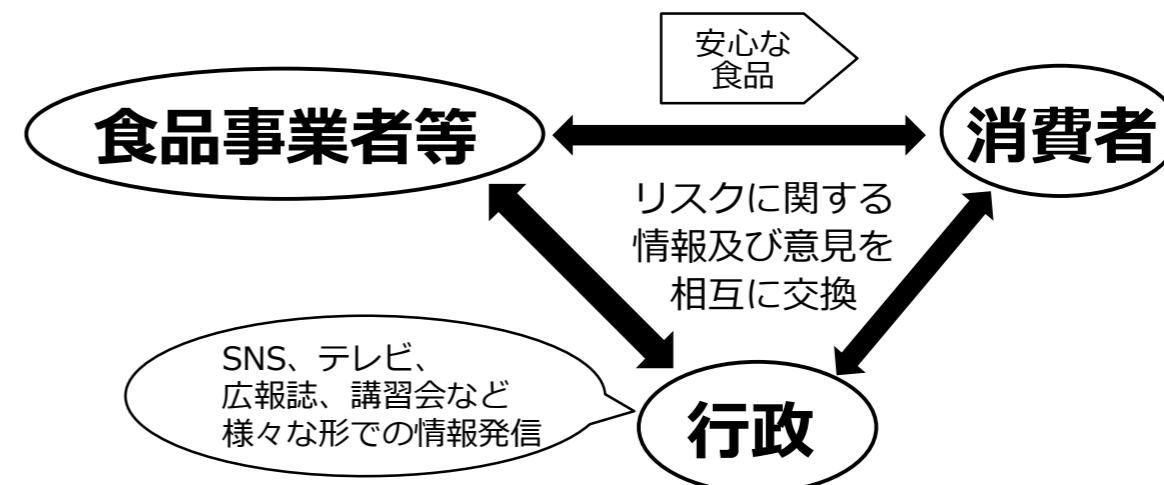 安心な
食品
食品事業者等
消費者
リスクに関する
情報及び意見を
相互に交換
SNS、テレビ、
広報誌、講習会など
様々な形での情報発信
行政